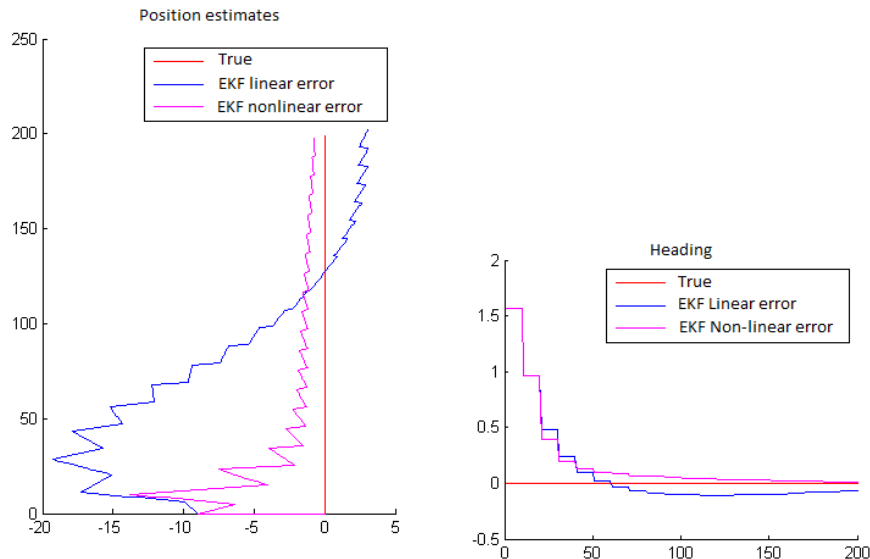 Position estimates
250
True
EKF linear error
EKF nonlinear error
200
150
100
50
0
-20
-15
-10
-5
0
5
Heading
2
True
EKF Linear error
EKF Non-linear error
1.5
1
0.5
0
-0.5
0
50
100
150
200